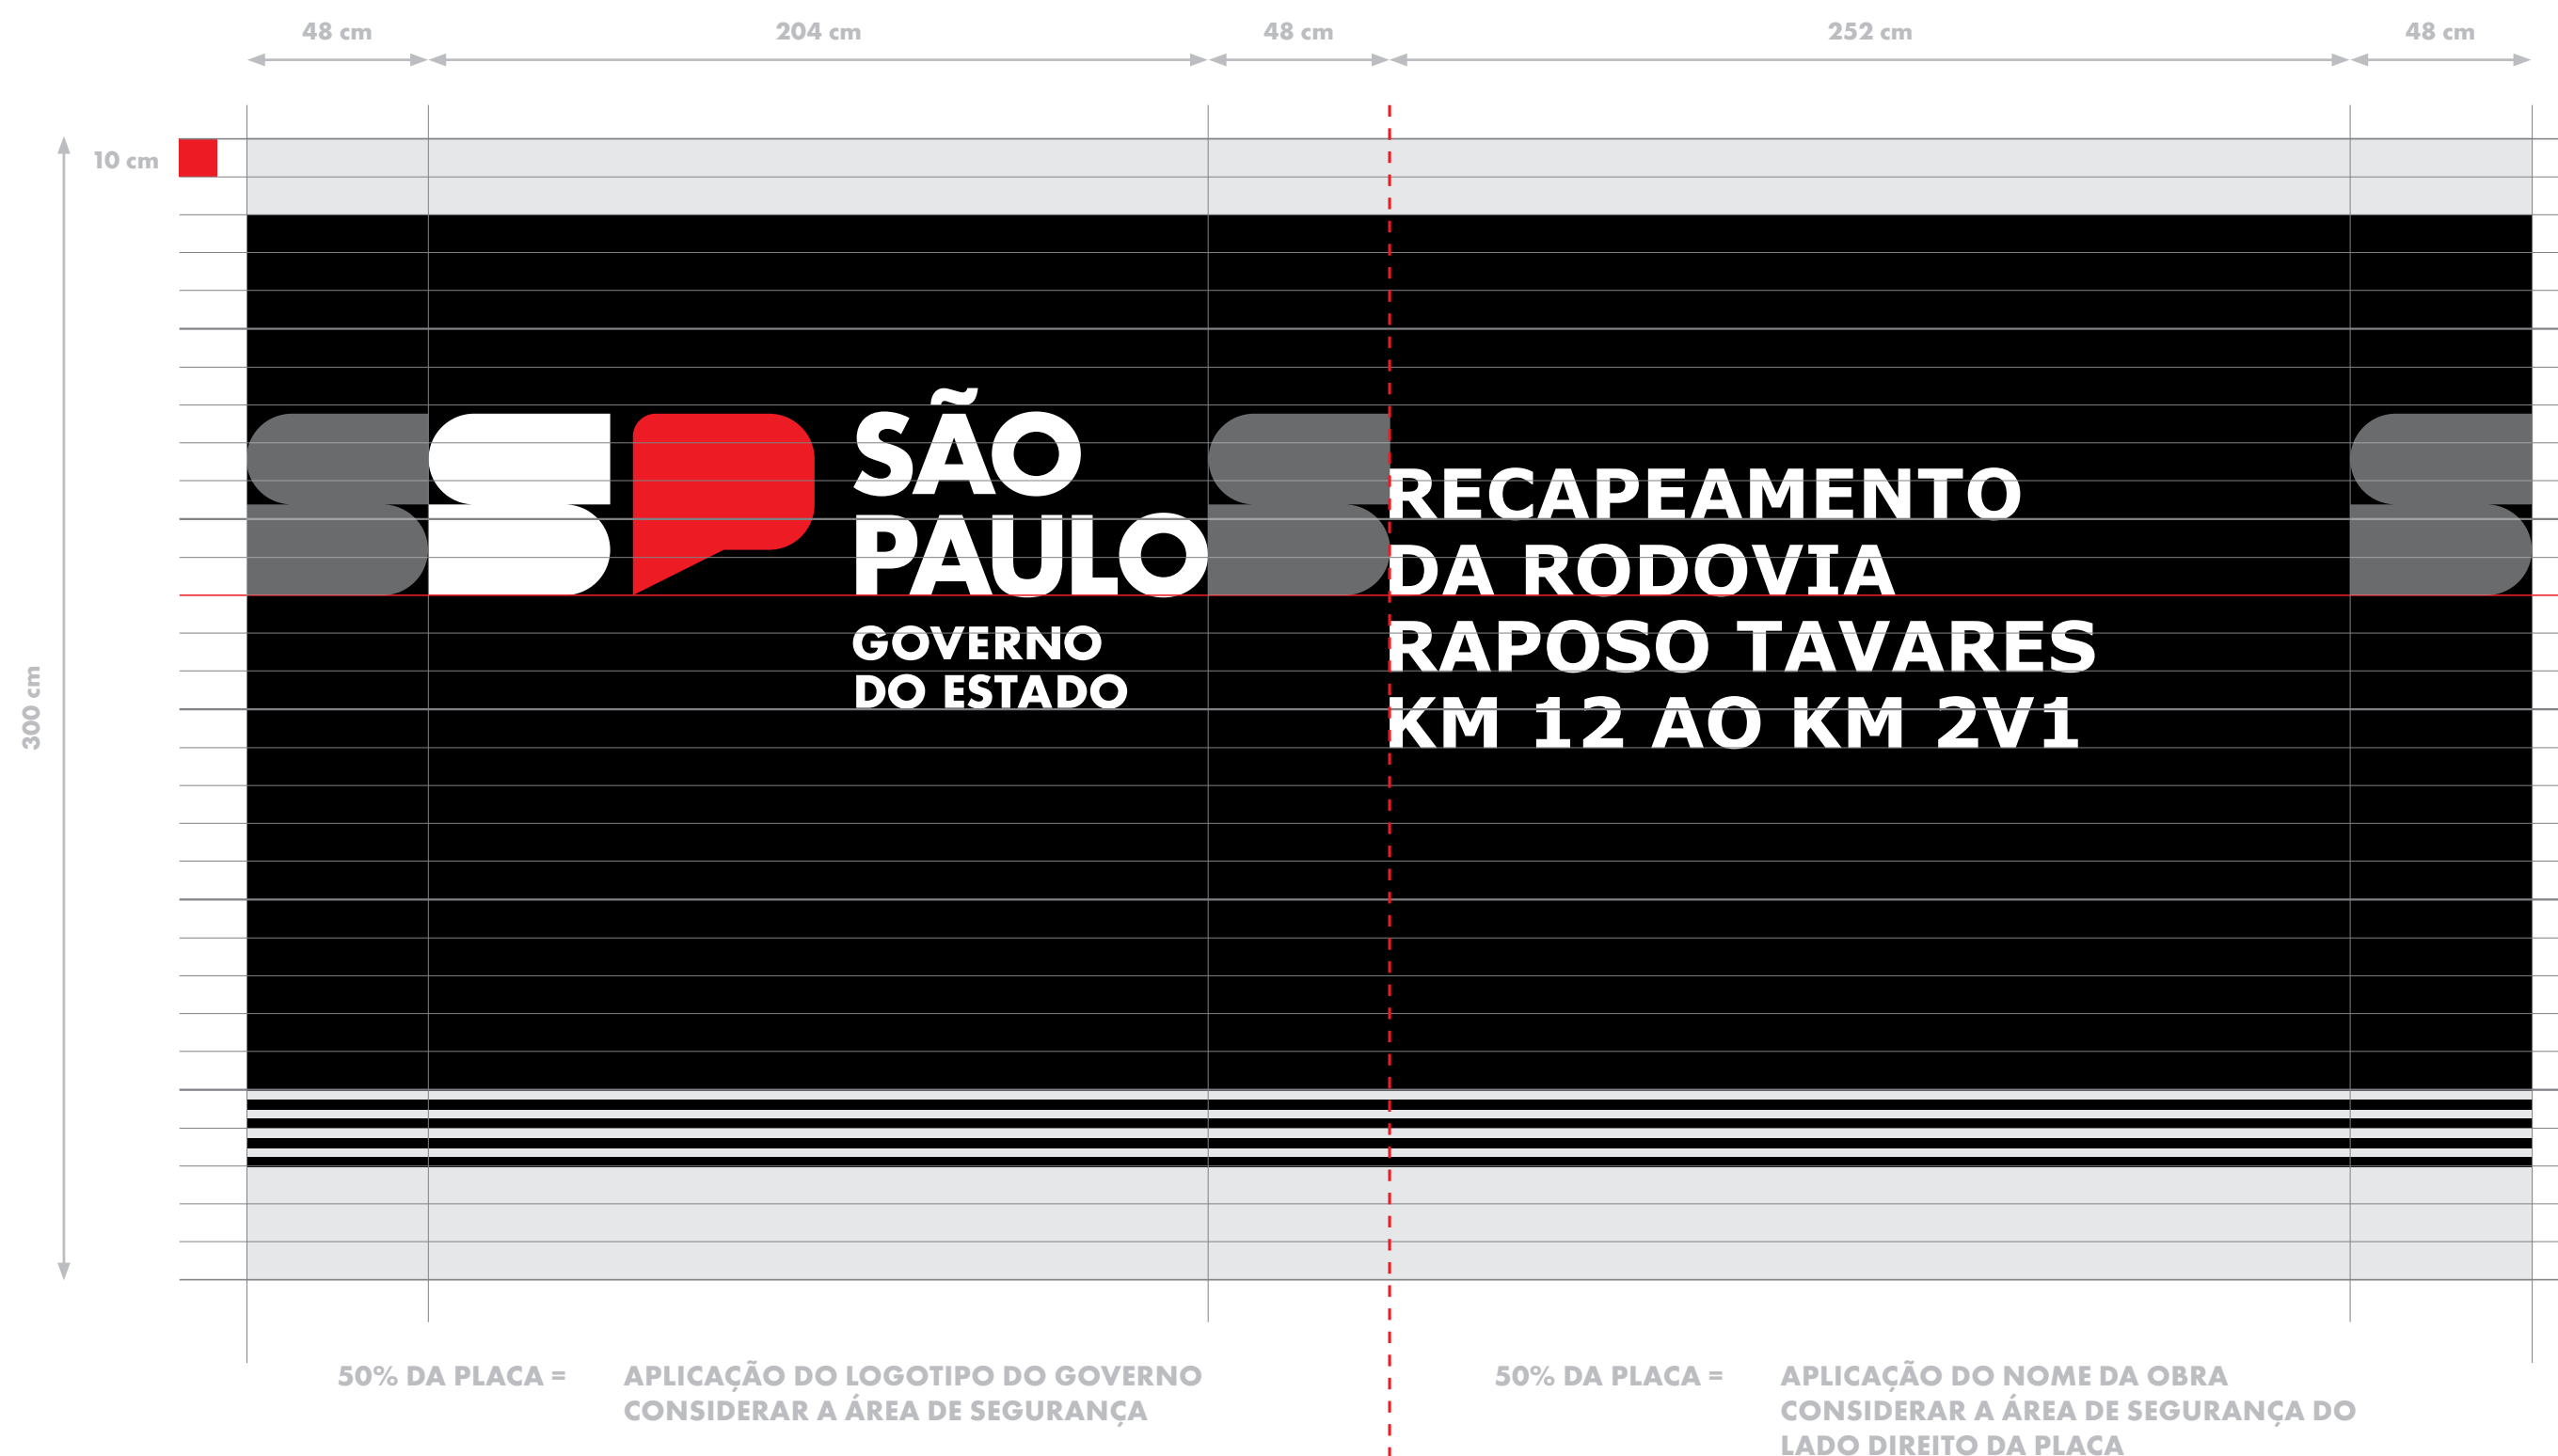 48 cm
204 cm
48 cm
252 cm
48 cm
10 cm
300 cm
SP
SÃO
PAULO
GOVERNO
DO ESTADO
RECAPEAMENTO
DA RODOVIA
RAPOSO TAVARES
KM 12 AO KM 2V1
50% DA PLACA =
APLICAÇÃO DO LOGOTIPO DO GOVERNO
CONSIDERAR A ÁREA DE SEGURANÇA
50% DA PLACA =
APLICAÇÃO DO NOME DA OBRA
CONSIDERAR A ÁREA DE SEGURANÇA DO
LADO DIREITO DA PLACA